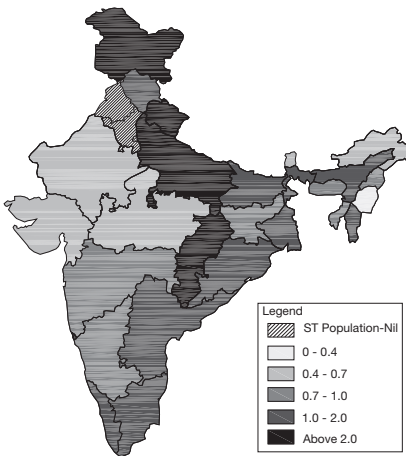 Legend
ST Population-Nil
0 - 0.4
0.4 - 0.7
0.7 - 1.0
1.0 - 2.0
Above 2.0